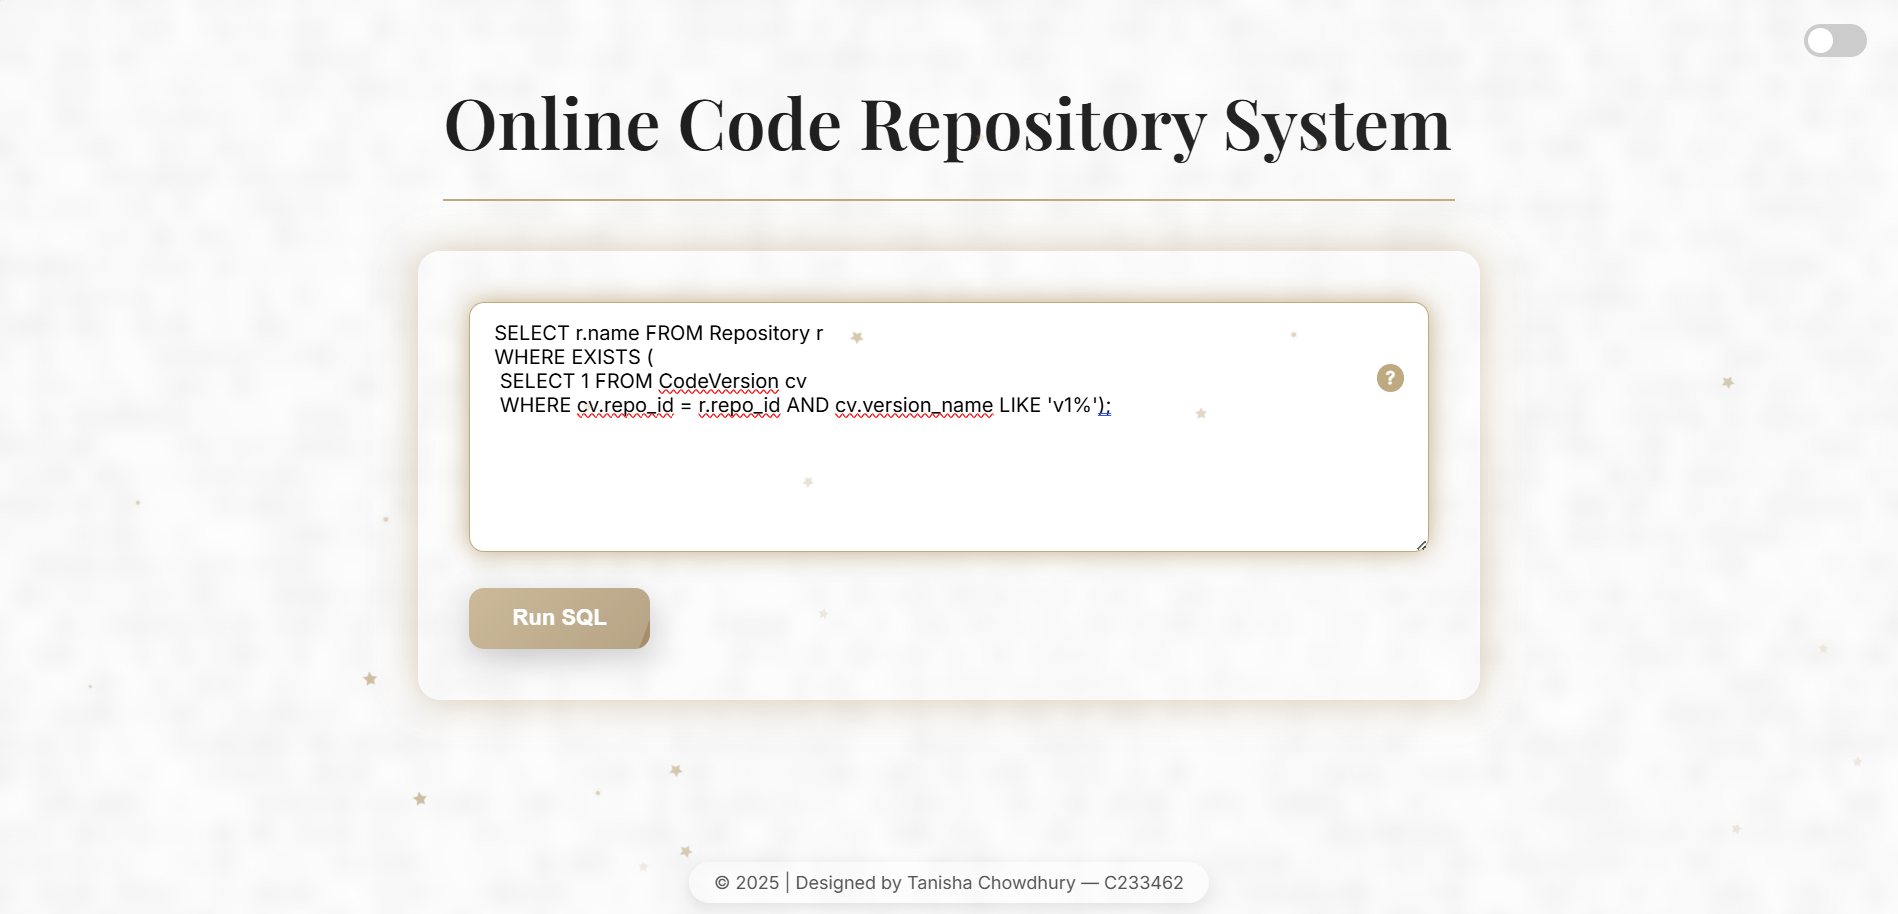 Online Code Repository System
SELECT r.name FROM Repository r
WHERE EXISTS (
SELECT 1 FROM CodeVersion cv
WHERE cv.repo_id = r.repo_id AND cv.version_name LIKE 'v1%');
?
Run SQL
© 2025 | Designed by Tanisha Chowdhury — C233462